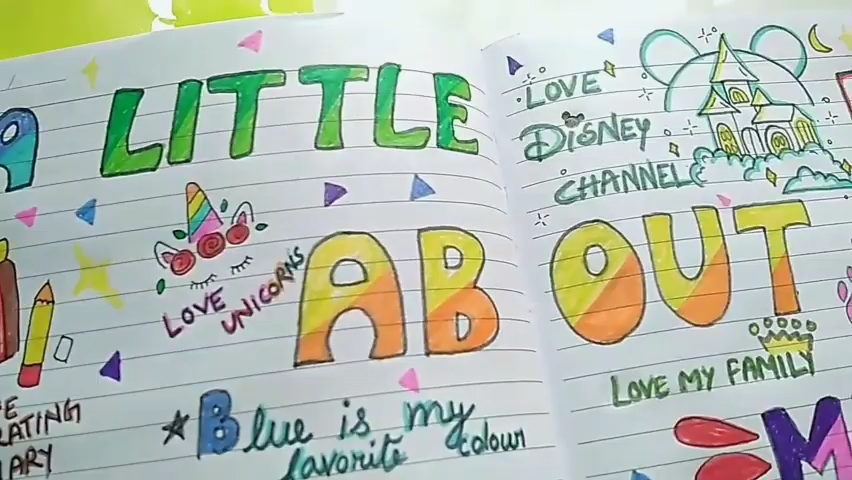 A LITTLE
LOVE
DISNEY
CHANNEL
LOVE
UNICORNS
ABOUT
LOVE MY FAMILY
Blue is my
favorite colour
M